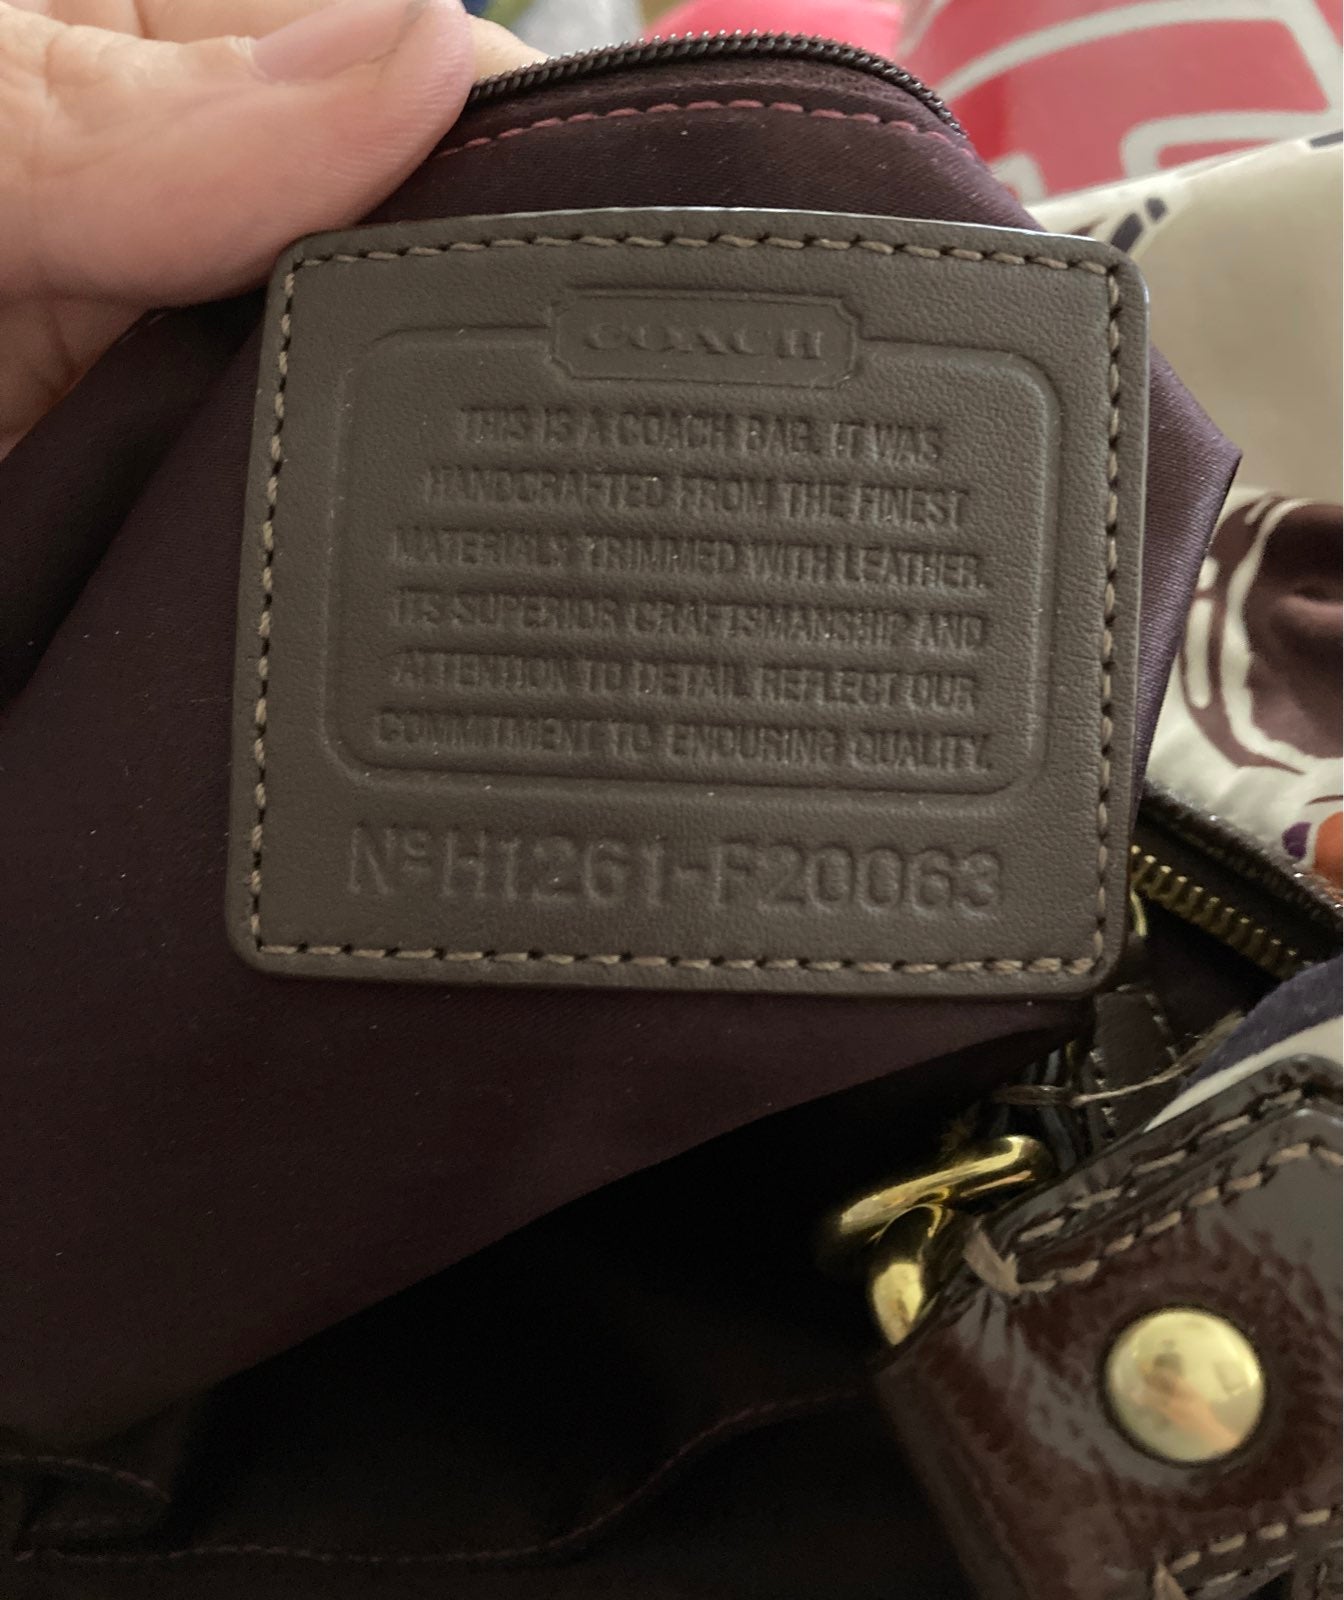 COACH
THIS IS A COACH BAG. IT WAS
HANDCRAFTED FROM THE FINEST
MATERIALS TRIMMED WITH LEATHER.
ITS SUPERIOR CRAFTSMANSHIP AND
ATTENTION TO DETAIL REFLECT OUR
COMMITMENT TO ENDURING QUALITY.
Nº H1261-F20063